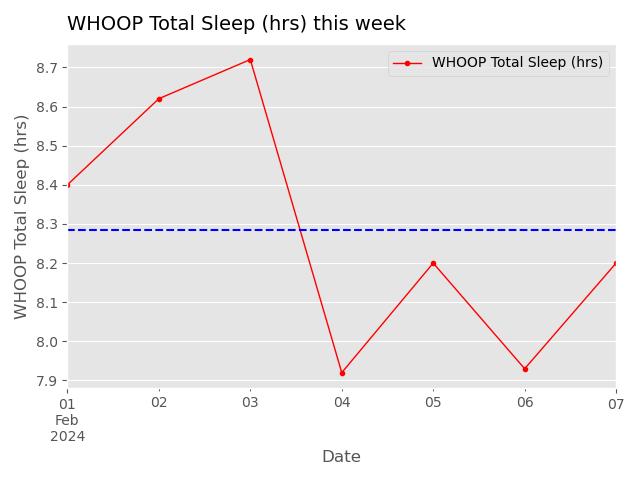 WHOOP Total Sleep (hrs) this week
WHOOP Total Sleep (hrs)
WHOOP Total Sleep (hrs)
8.7
8.6
8.5
8.4
8.3
8.2
8.1
8.0
7.9
01 02 03 04 05 06 07
Feb
2024
Date